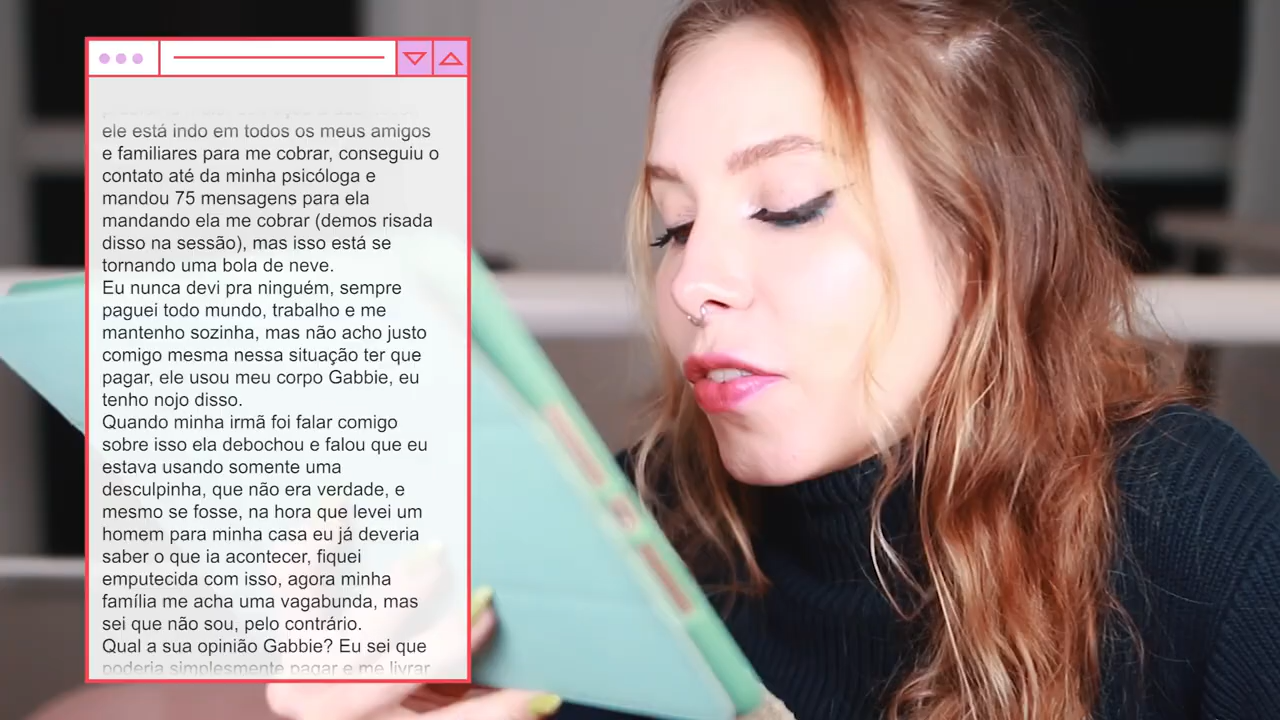 ele está indo em todos os meus amigos
e familiares para me cobrar, conseguiu o
contato até da minha psicóloga e
mandou 75 mensagens para ela
mandando ela me cobrar (demos risada
disso na sessão), mas isso está se
tornando uma bola de neve.
Eu nunca devi pra ninguém, sempre
paguei todo mundo, trabalho e me
mantenho sozinha, mas não acho justo
comigo mesma nessa situação ter que
pagar, ele usou meu corpo Gabbie, eu
tenho nojo disso.
Quando minha irmã foi falar comigo
sobre isso ela debochou e falou que eu
estava usando somente uma
desculpinha, que não era verdade, e
mesmo se fosse, na hora que levei um
homem para minha casa eu já deveria
saber o que ia acontecer, fiquei
emputecida com isso, agora minha
família me acha uma vagabunda, mas
sei que não sou, pelo contrário.
Qual a sua opinião Gabbie? Eu sei que
poderia simplesmente pagar e me livrar